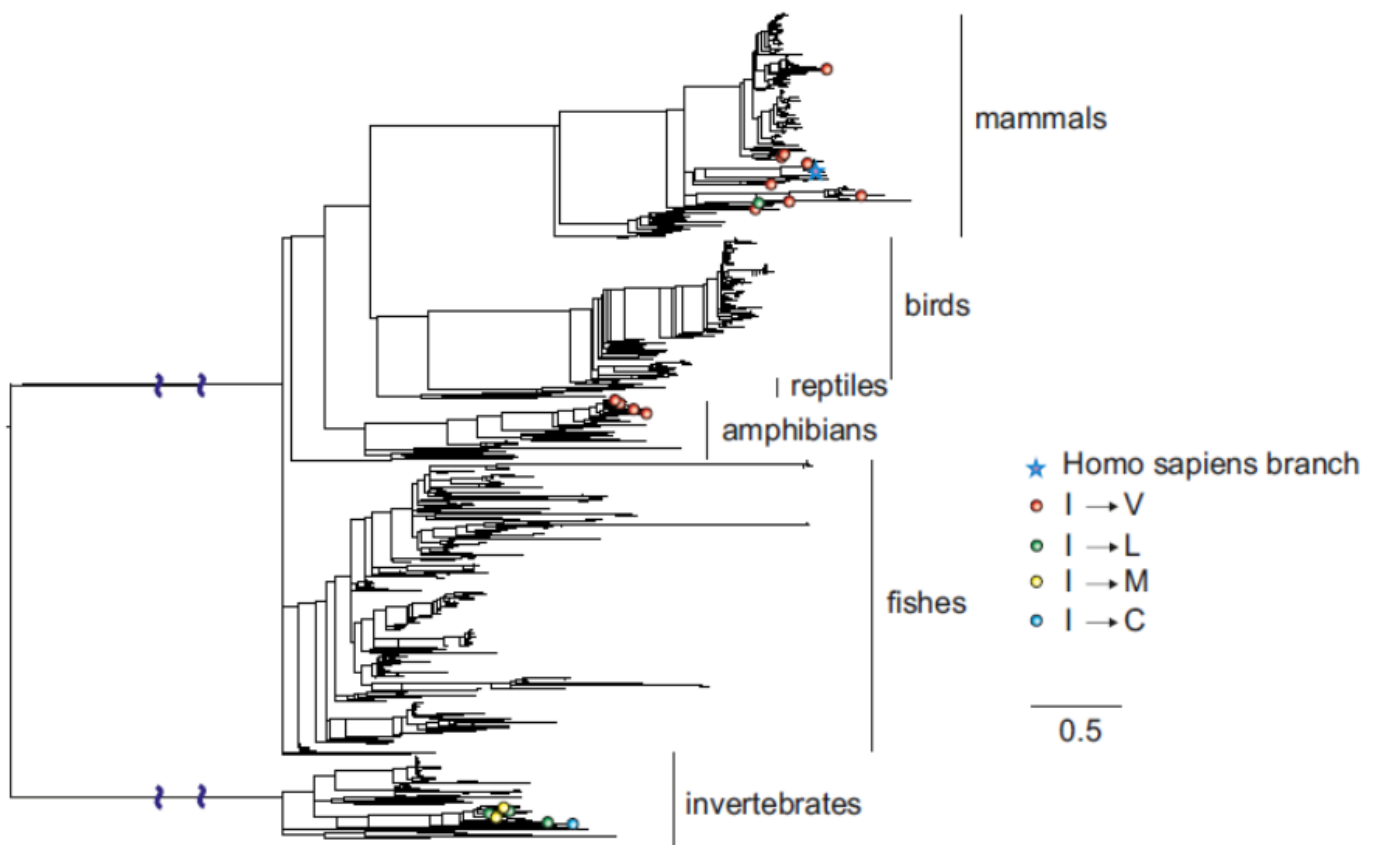 mammals
birds
reptiles
amphibians
Homo sapiens branch
I → V
I → L
I → M
I → C
fishes
0.5
invertebrates